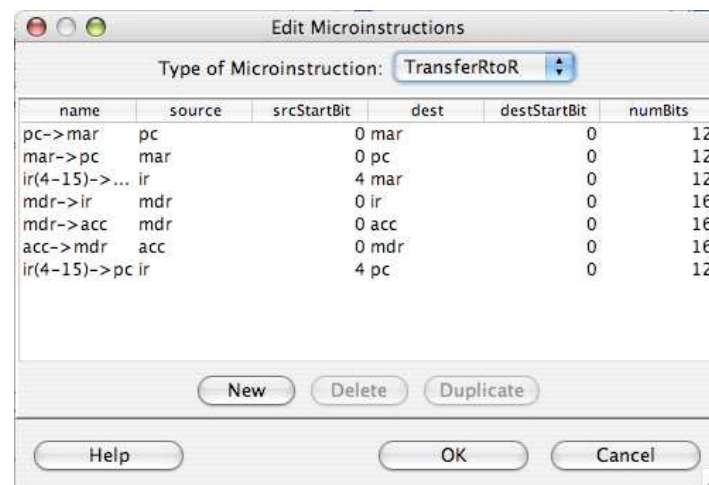 Edit Microinstructions
Type of Microinstruction: TransferRtoR
name source srcStartBit dest destStartBit numBits
pc->mar pc 0 mar 0 12
mar->pc mar 0 pc 0 12
ir(4-15)->... ir 4 mar 0 12
mdr->ir mdr 0 ir 0 16
mdr->acc mdr 0 acc 0 16
acc->mdr acc 0 mdr 0 16
ir(4-15)->pc ir 4 pc 0 12
New Delete Duplicate
Help OK Cancel